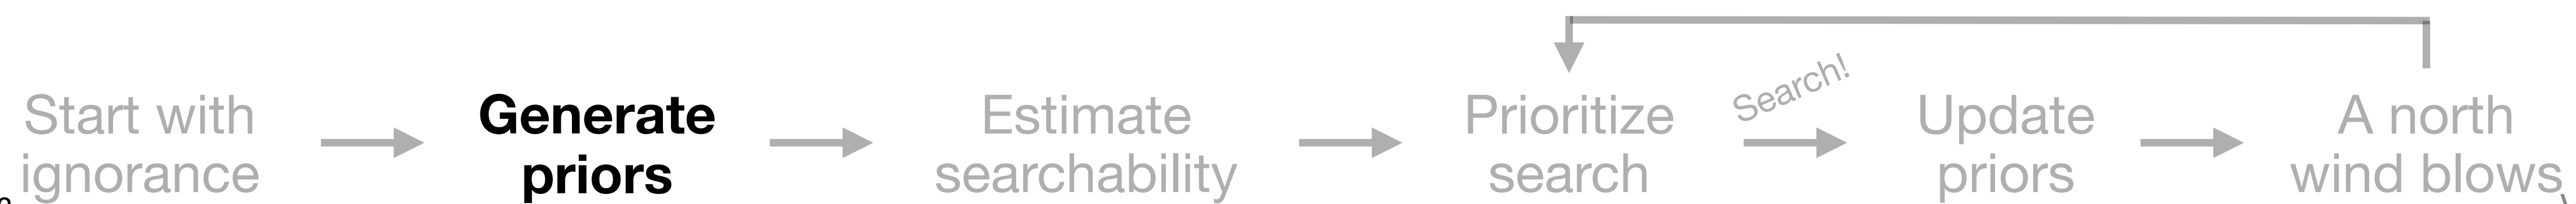 Search!
Start with
ignorance
Generate
priors
Estimate
searchability
Prioritize
search
Update
priors
A north
wind blows